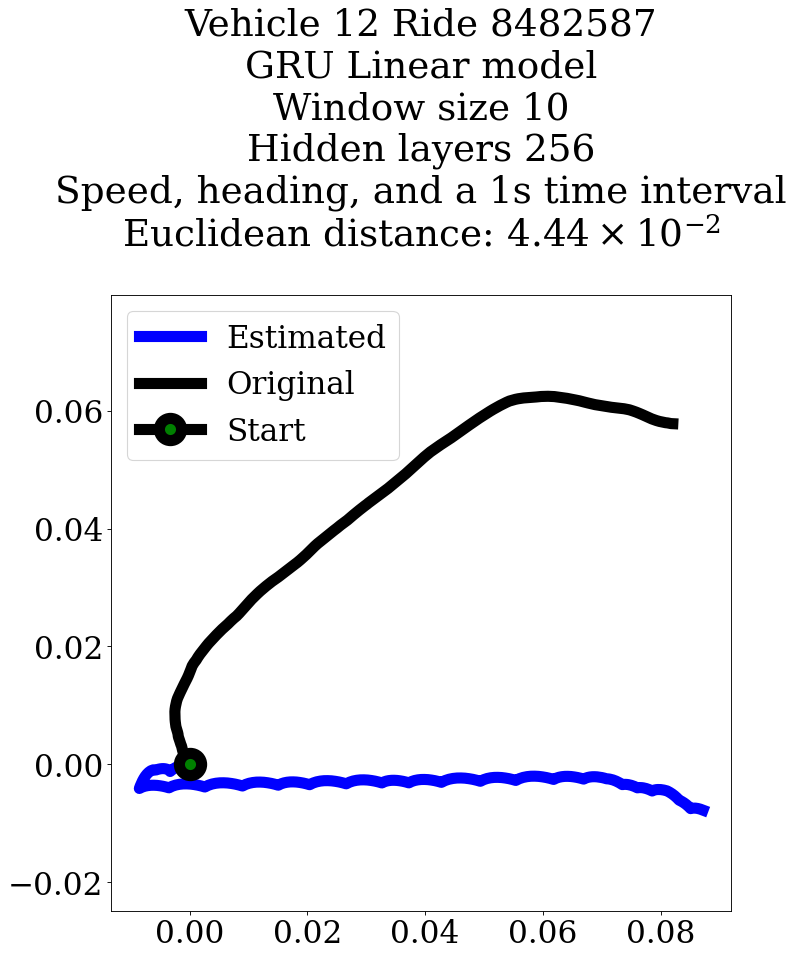 Vehicle 12 Ride 8482587
GRU Linear model
Window size 10
Hidden layers 256
Speed, heading, and a 1s time interval
Euclidean distance: 4.44 × 10⁻²
Estimated
Original
Start
0.06
0.04
0.02
0.00
−0.02
0.00 0.02 0.04 0.06 0.08